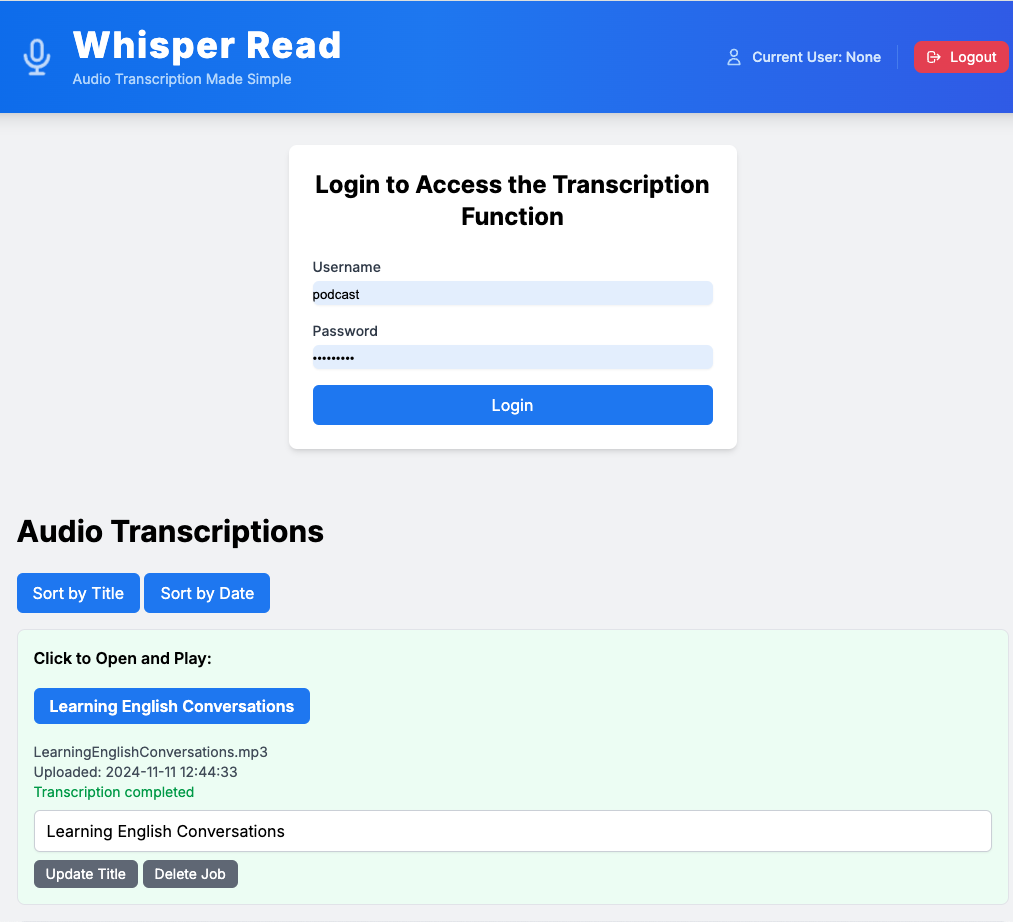 Whisper Read
Audio Transcription Made Simple
Current User: None
Logout
Login to Access the Transcription
Function
Username
podcast
Password
•••••••••
Login
Audio Transcriptions
Sort by Title
Sort by Date
Click to Open and Play:
Learning English Conversations
LearningEnglishConversations.mp3
Uploaded: 2024-11-11 12:44:33
Transcription completed
Learning English Conversations
Update Title
Delete Job